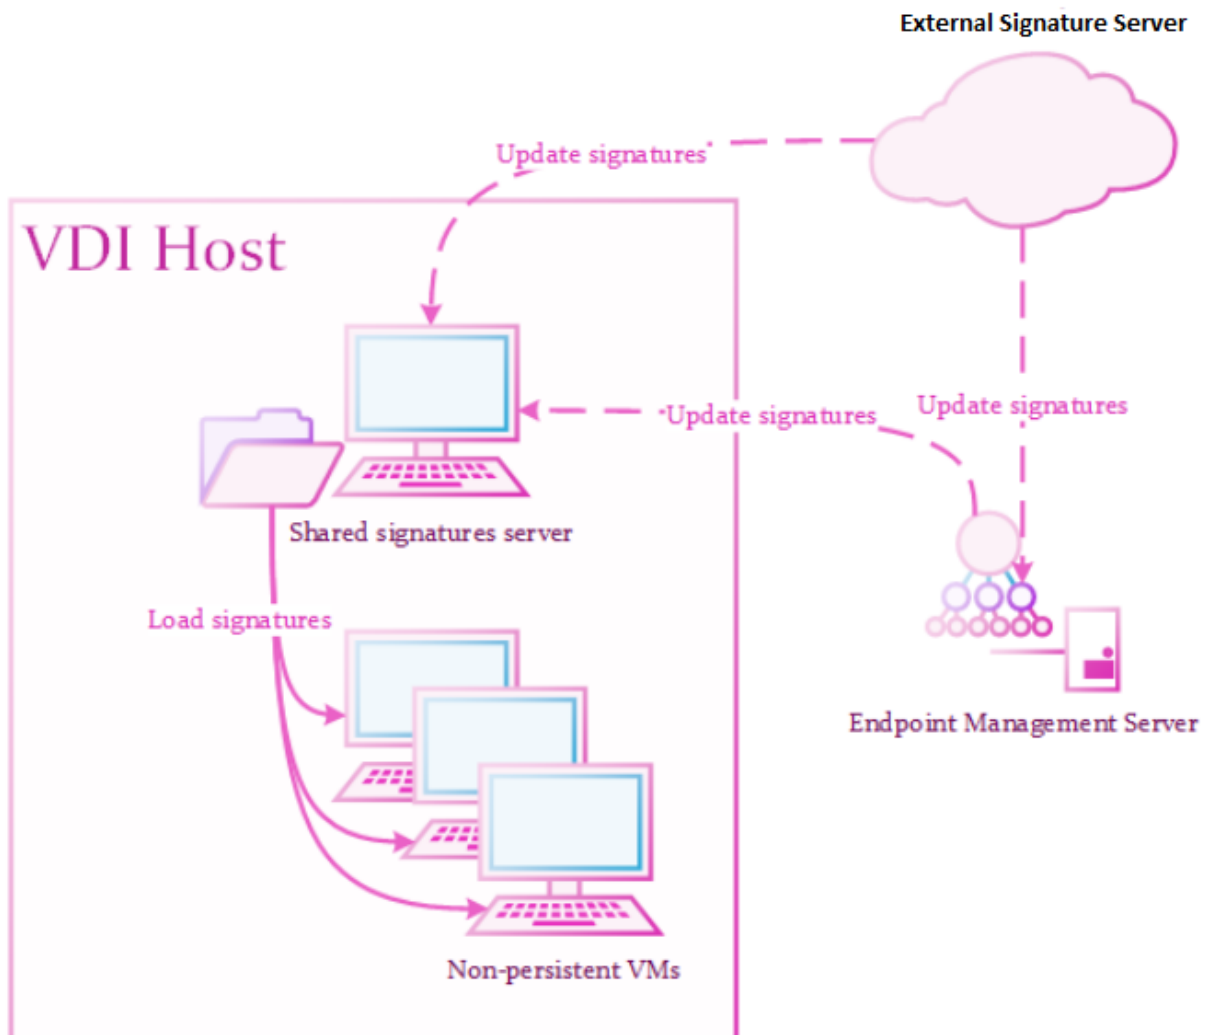 External Signature Server
Update signatures
VDI Host
Update signatures
Update signatures
Shared signatures server
Load signatures
Endpoint Management Server
Non-persistent VMs